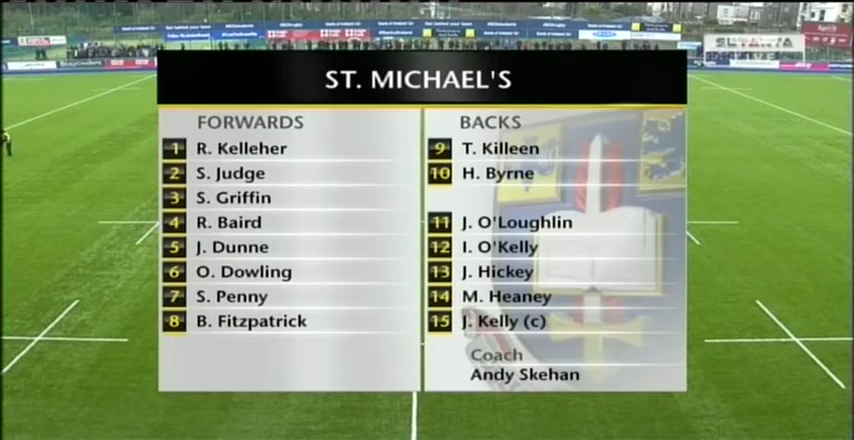 ST. MICHAEL'S
FORWARDS
1 R. Kelleher
2 S. Judge
3 S. Griffin
4 R. Baird
5 J. Dunne
6 O. Dowling
7 S. Penny
8 B. Fitzpatrick
BACKS
9 T. Killeen
10 H. Byrne
11 J. O'Loughlin
12 I. O'Kelly
13 J. Hickey
14 M. Heaney
15 J. Kelly (c)
Coach
Andy Skehan